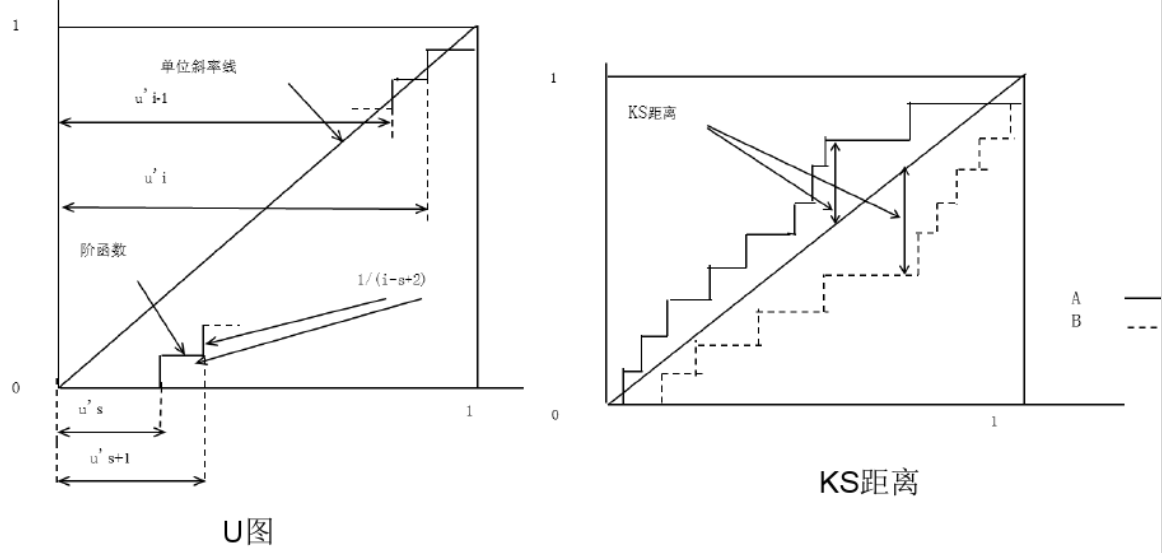 1
单位斜率线
u' i-1
u' i
阶函数
1/(i-s+2)
0
1
u' s
u' s+1
U图
1
KS距离
A
B
0
1
KS距离